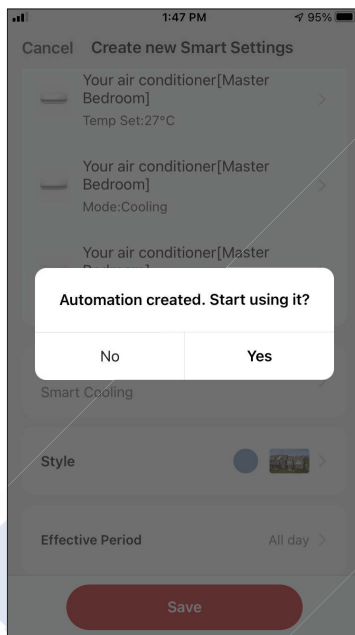 1:47 PM
95%
Cancel Create new Smart Settings
Your air conditioner[Master
Bedroom]
Temp Set:27°C
Your air conditioner[Master
Bedroom]
Mode:Cooling
Your air conditioner[Master
Automation created. Start using it?
No
Yes
Smart Cooling
Style
Effective Period
All day
Save